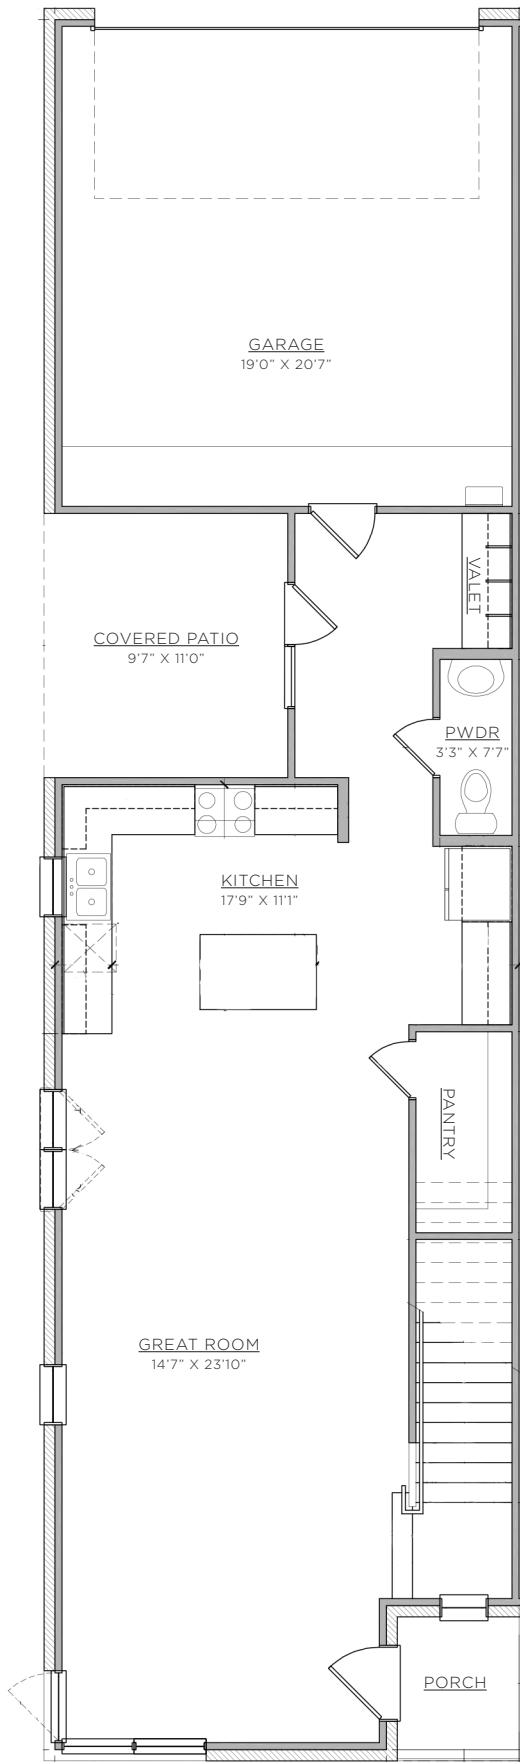 GARAGE
19'0” X 20'7”
VALET
COVERED PATIO
9'7” X 11'0”
PWDR
3'3” X 7'7”
KITCHEN
17'9” X 11'1”
PANTRY
GREAT ROOM
14'7” X 23'10”
PORCH